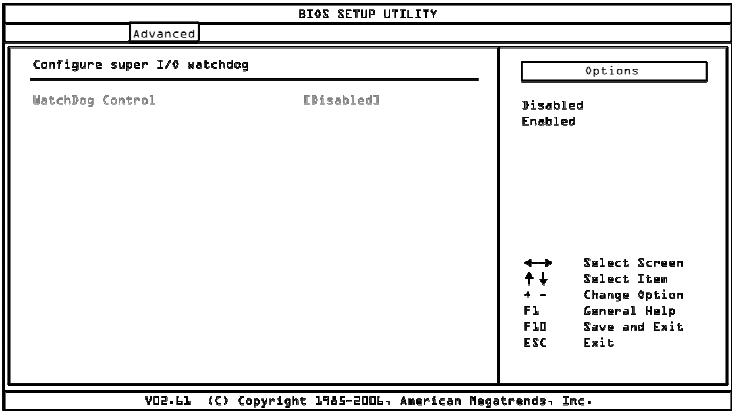 BIOS SETUP UTILITY
Advanced
Configure super I/O watchdog
WatchDog Control [Disabled]
Options
Disabled
Enabled
←→ Select Screen
↑↓ Select Item
+ - Change Option
F1 General Help
F10 Save and Exit
ESC Exit
V02.61 (C) Copyright 1985-2006, American Megatrends, Inc.